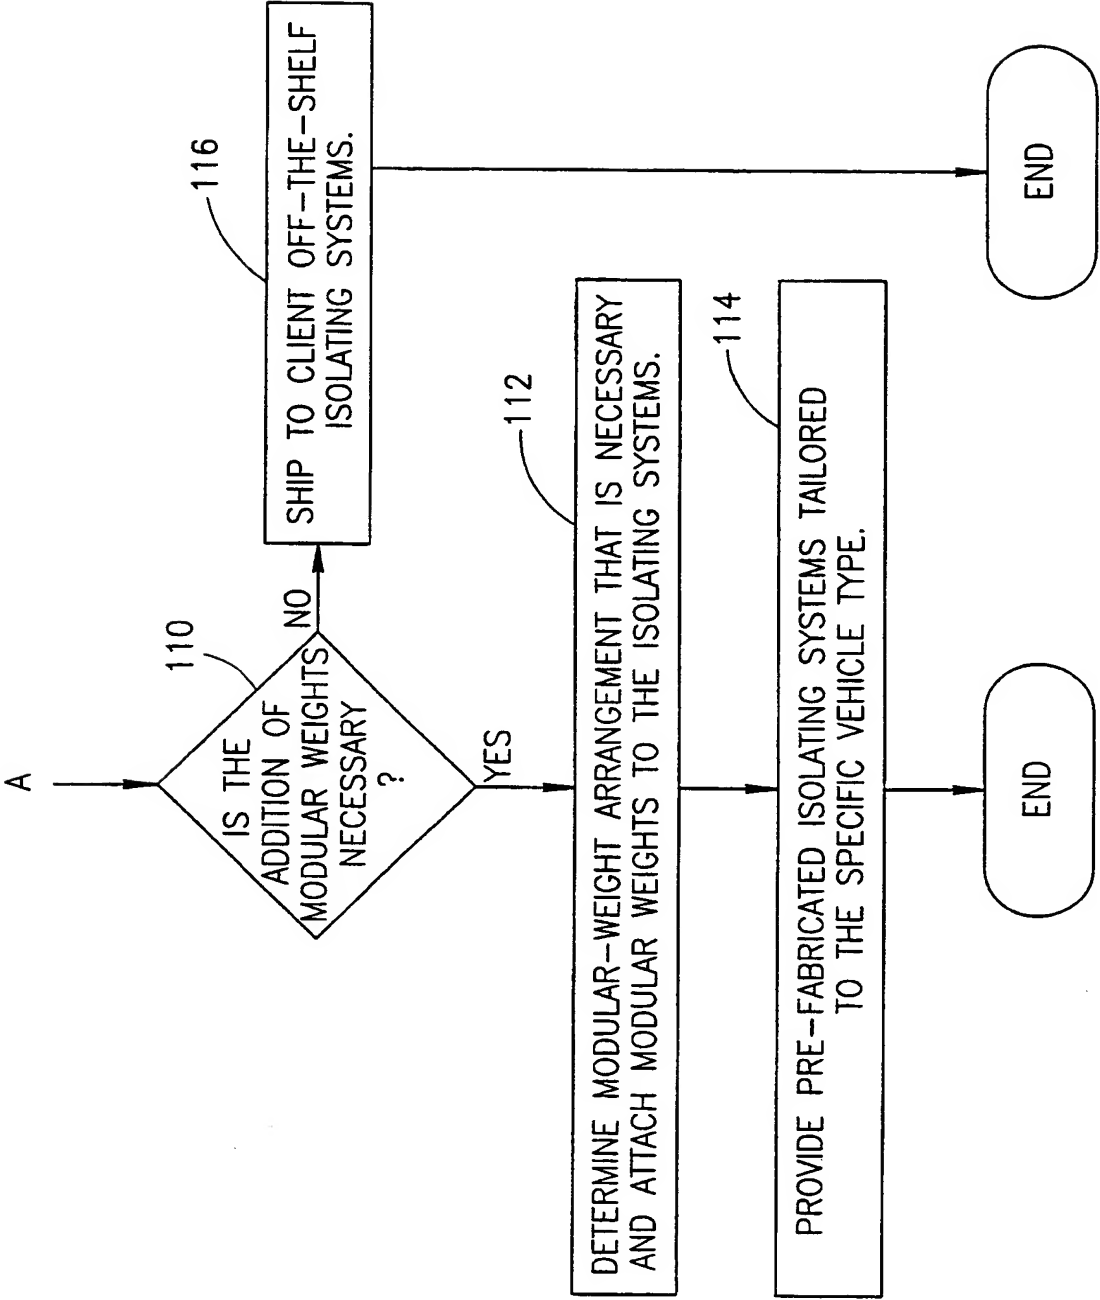 A
110
IS THE
ADDITION OF
MODULAR WEIGHTS
NECESSARY
?
NO
116
SHIP TO CLIENT OFF-THE-SHELF
ISOLATING SYSTEMS.
YES
112
DETERMINE MODULAR-WEIGHT ARRANGEMENT THAT IS NECESSARY
AND ATTACH MODULAR WEIGHTS TO THE ISOLATING SYSTEMS.
114
PROVIDE PRE-FABRICATED ISOLATING SYSTEMS TAILORED
TO THE SPECIFIC VEHICLE TYPE.
END
END